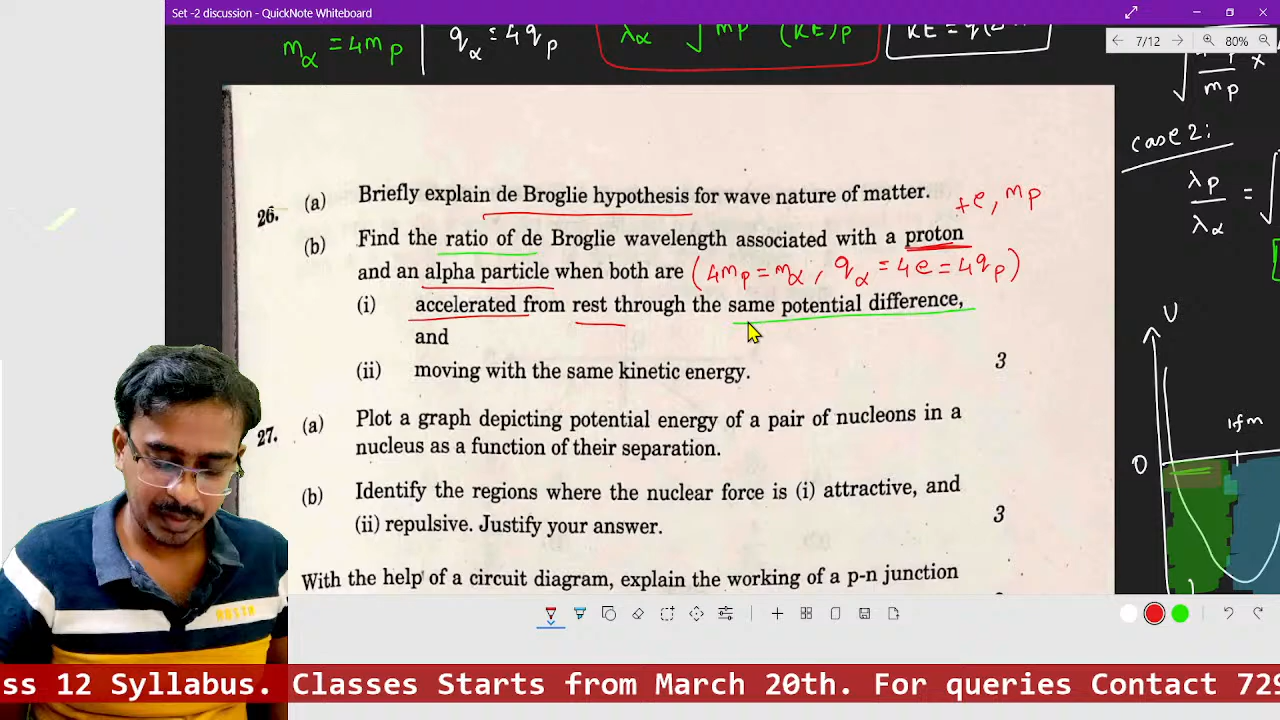 Set -2 discussion - QuickNote Whiteboard
7/12 80%
mα = 4mp
qα = 4qp
λα √mp (KE)p
mp
case 2:
λp/λα =
26. (a) Briefly explain de Broglie hypothesis for wave nature of matter.
+e, mp
(b) Find the ratio of de Broglie wavelength associated with a proton
and an alpha particle when both are (4mp = mα, qα = 4e = 4qp)
(i) accelerated from rest through the same potential difference,
and
(ii) moving with the same kinetic energy. 3
27. (a) Plot a graph depicting potential energy of a pair of nucleons in a
nucleus as a function of their separation.
(b) Identify the regions where the nuclear force is (i) attractive, and
(ii) repulsive. Justify your answer. 3
With the help of a circuit diagram, explain the working of a p-n junction
U
1fm
0
ss 12 Syllabus. Classes Starts from March 20th. For queries Contact 729